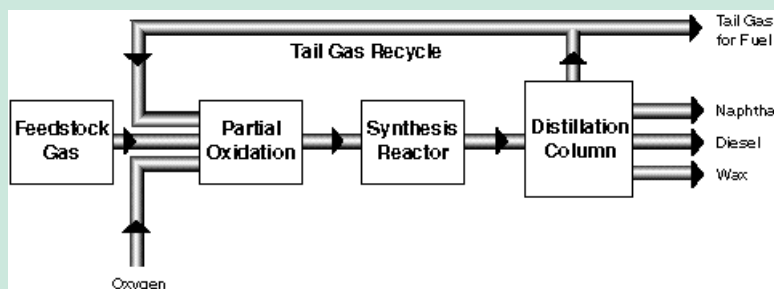 Tail Gas
for Fuel
Tail Gas Recycle
Feedstock
Gas
Partial
Oxidation
Synthesis
Reactor
Distillation
Column
Naphtha
Diesel
Wax
Oxygen